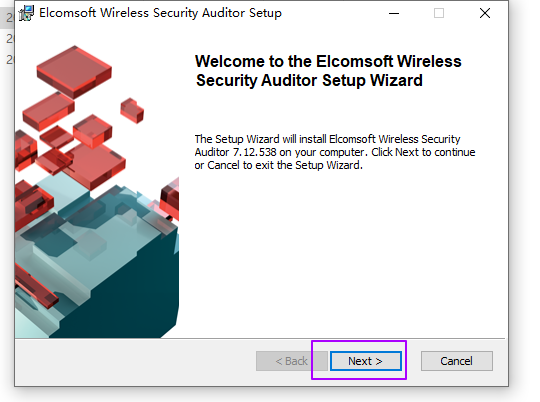 Elcomsoft Wireless Security Auditor Setup
Welcome to the Elcomsoft Wireless
Security Auditor Setup Wizard
The Setup Wizard will install Elcomsoft Wireless Security
Auditor 7.12.538 on your computer. Click Next to continue
or Cancel to exit the Setup Wizard.
< Back
Next >
Cancel